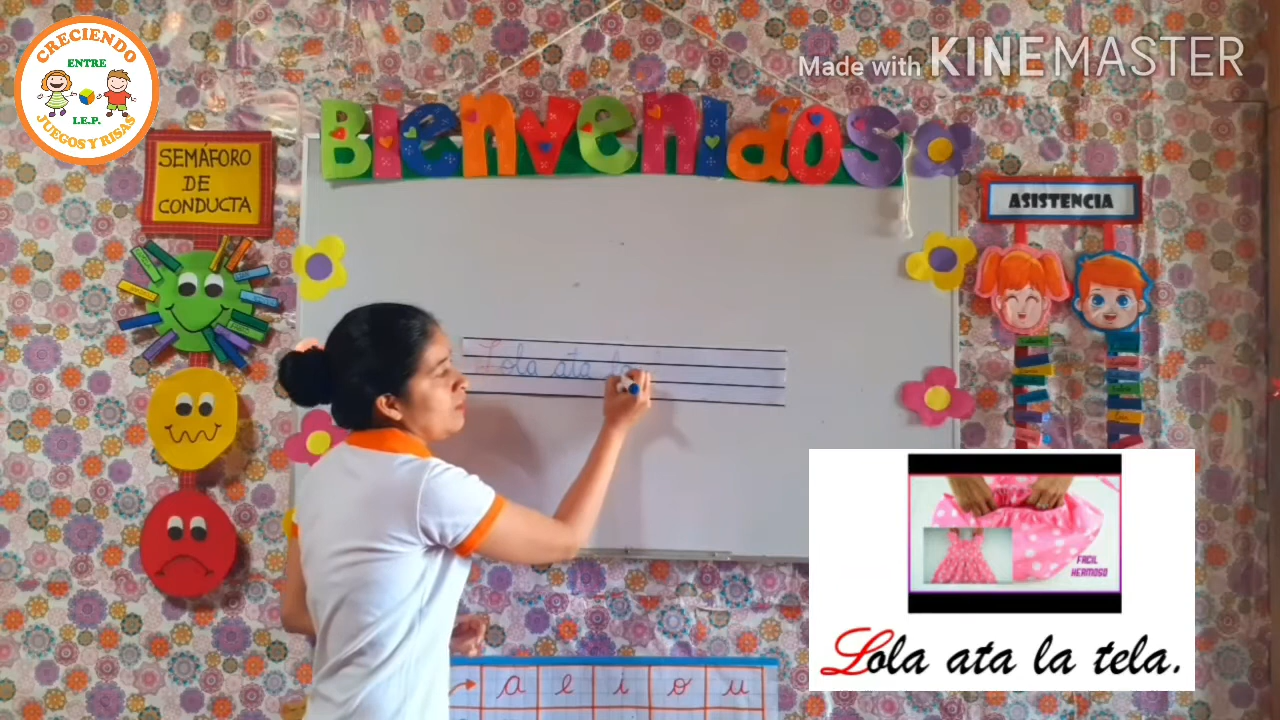 CRECIENDO
ENTRE
I.E.P.
JUEGOS Y RISAS
Made with KINEMASTER
BIenvenidos
SEMÁFORO
DE
CONDUCTA
ASISTENCIA
Lola ata la
FACIL
HERMOSO
Lola ata la tela.
a e i o u